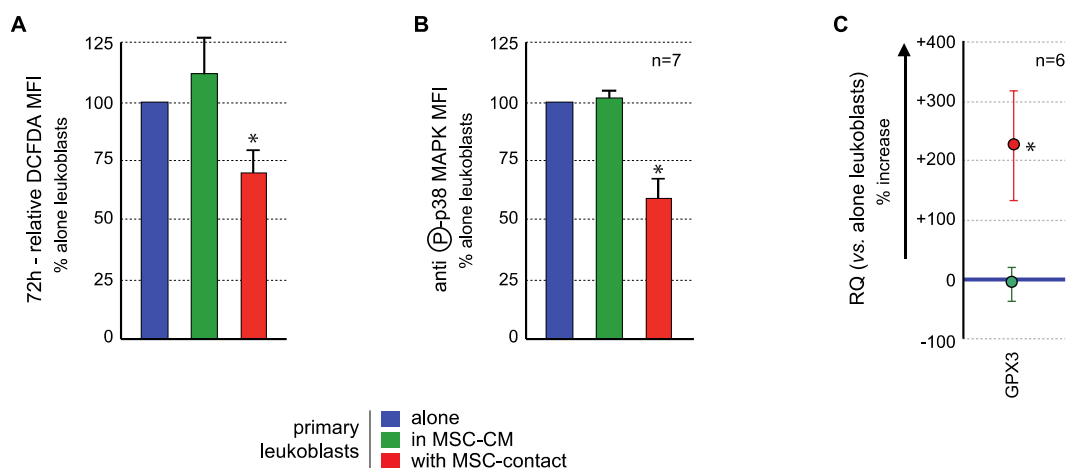 A
72h - relative DCFDA MFI
% alone leukoblasts
125
100
75
50
25
0
*
B
anti Ⓟ-p38 MAPK MFI
% alone leukoblasts
125
100
75
50
25
0
n=7
*
C
RQ (vs. alone leukoblasts)
% increase
+400
+300
+200
+100
0
-100
n=6
*
GPX3
primary
leukoblasts
alone
in MSC-CM
with MSC-contact